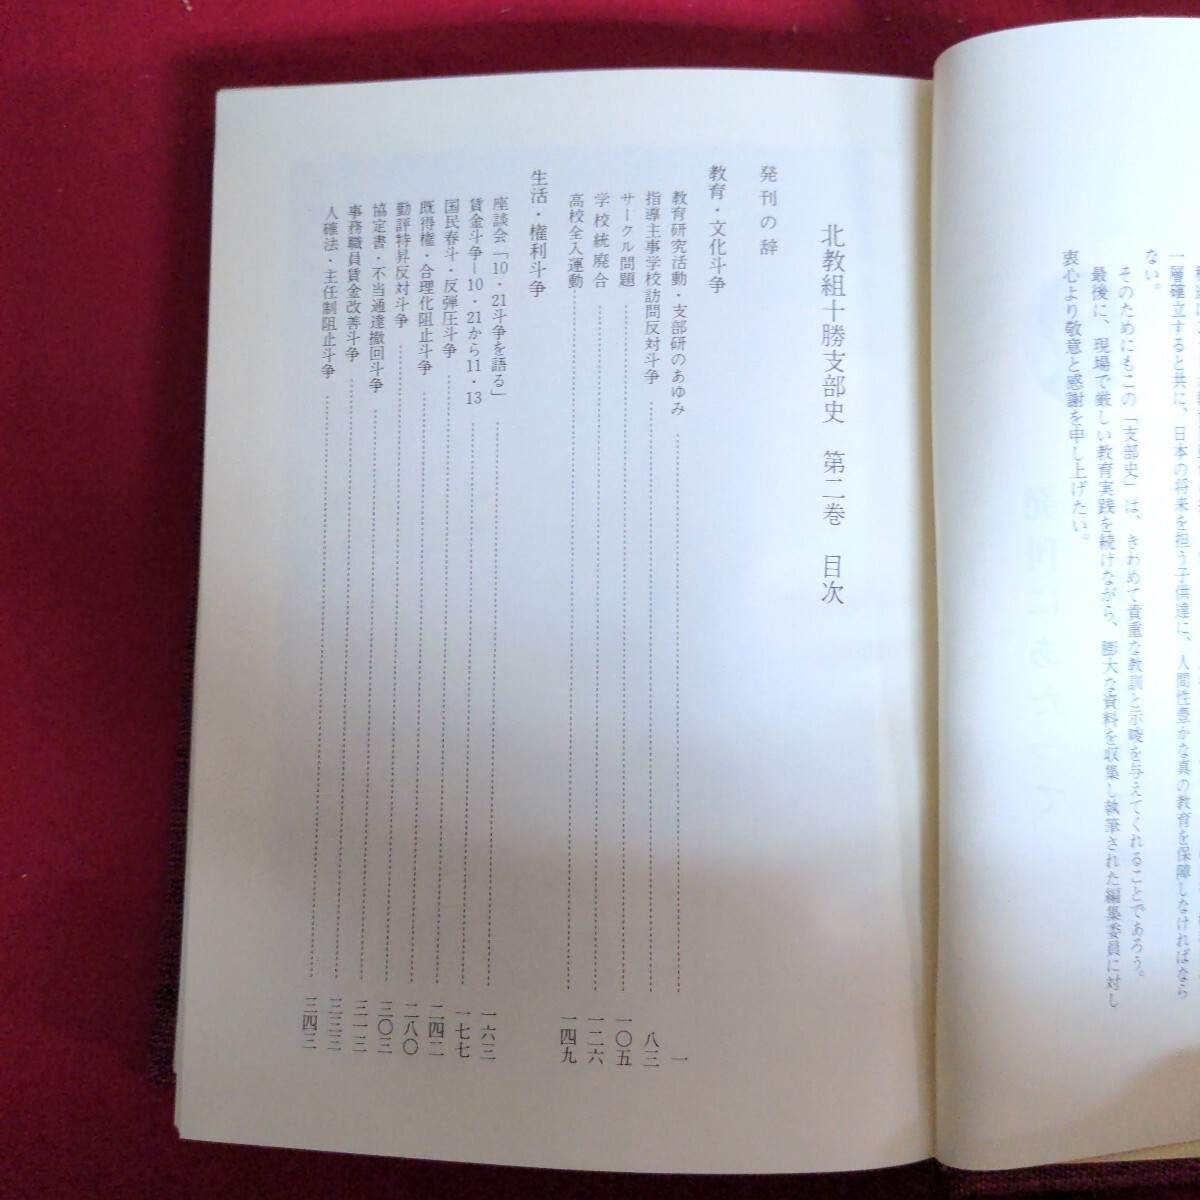 一層確立すると共に、日本の将来を担う子供達に、人間性豊かな真の教育を保障しなければなら
ない。
そのためにもこの「支部史」は、きわめて貴重な教訓と示唆を与えてくれることであろう。
最後に、現場で厳しい教育実践を続けながら、膨大な資料を収集し執筆された編集委員に対し
衷心より敬意と感謝を申し上げたい。
北教組十勝支部史　第二巻　目次
発刊の辞
教育・文化斗争
教育研究活動・支部研のあゆみ 一
指導主事学校訪問反対斗争 八三
サークル問題 一〇五
学校統廃合 一二六
高校全入運動 一四九
生活・権利斗争
座談会「10・21斗争を語る」 一六三
賃金斗争ー10・21から11・13 一七七
国民春斗・反弾圧斗争 二四二
既得権・合理化阻止斗争 二八〇
勤評特昇反対斗争 三〇三
協定書・不当通達撤回斗争 三一三
事務職員賃金改善斗争 三三三
人確法・主任制阻止斗争 三四三